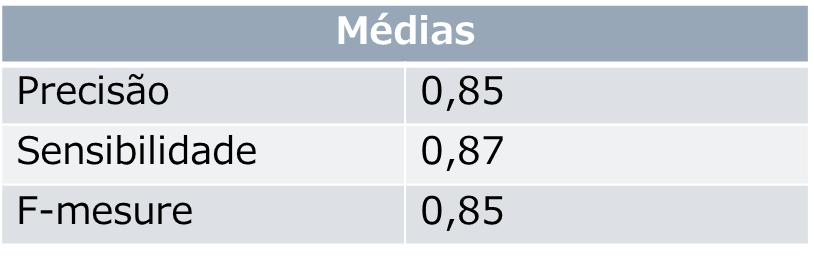 Médias
Precisão 0,85
Sensibilidade 0,87
F-mesure 0,85